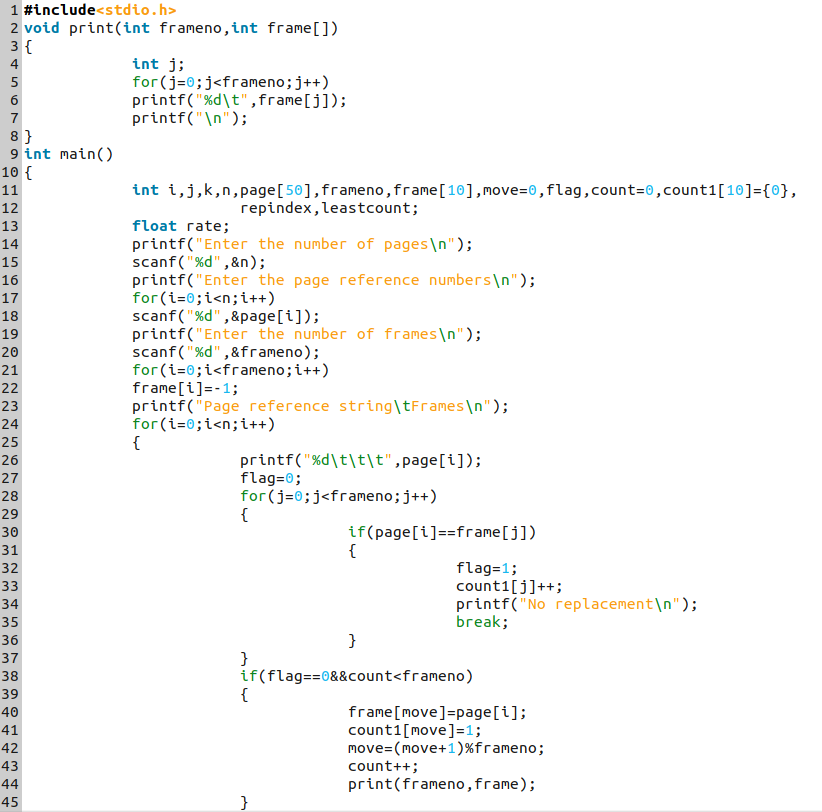 1 #include<stdio.h>
2 void print(int frameno,int frame[])
3 {
4 int j;
5 for(j=0;j<frameno;j++)
6 printf("%d\t",frame[j]);
7 printf("\n");
8 }
9 int main()
10 {
11 int i,j,k,n,page[50],frameno,frame[10],move=0,flag,count=0,count1[10]={0},
12 repindex,leastcount;
13 float rate;
14 printf("Enter the number of pages\n");
15 scanf("%d",&n);
16 printf("Enter the page reference numbers\n");
17 for(i=0;i<n;i++)
18 scanf("%d",&page[i]);
19 printf("Enter the number of frames\n");
20 scanf("%d",&frameno);
21 for(i=0;i<frameno;i++)
22 frame[i]=-1;
23 printf("Page reference string\tFrames\n");
24 for(i=0;i<n;i++)
25 {
26 printf("%d\t\t\t",page[i]);
27 flag=0;
28 for(j=0;j<frameno;j++)
29 {
30 if(page[i]==frame[j])
31 {
32 flag=1;
33 count1[j]++;
34 printf("No replacement\n");
35 break;
36 }
37 }
38 if(flag==0&&count<frameno)
39 {
40 frame[move]=page[i];
41 count1[move]=1;
42 move=(move+1)%frameno;
43 count++;
44 print(frameno,frame);
45 }